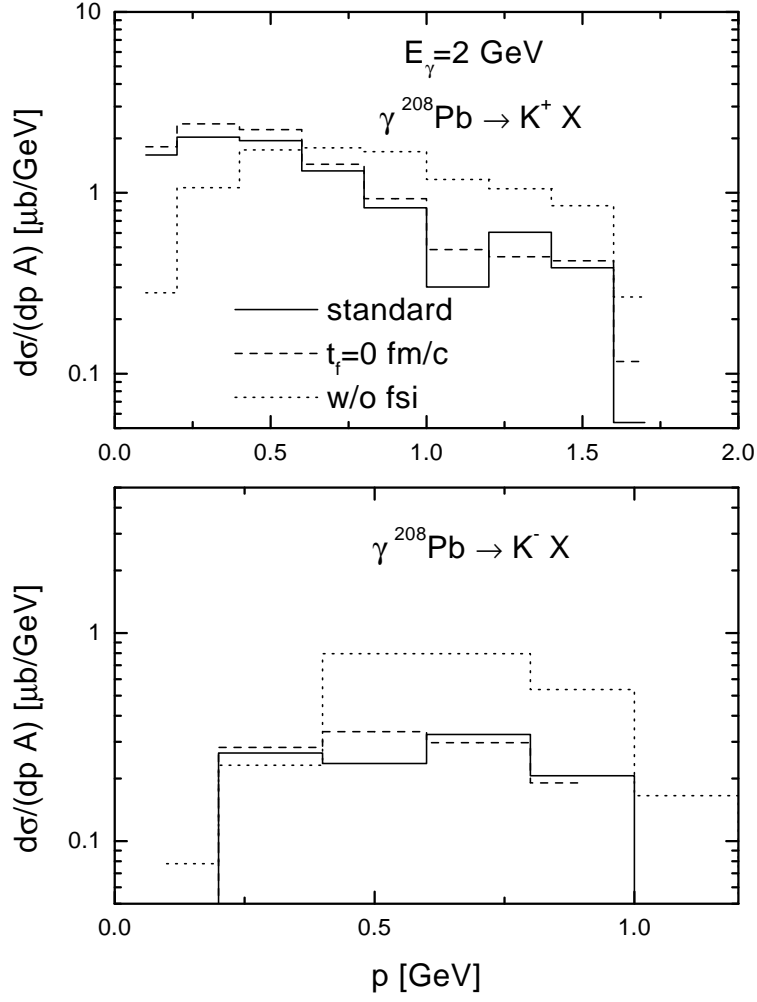 10
1
0.1
dσ/(dp A) [μb/GeV]
E_γ=2 GeV
γ ²⁰⁸Pb → K⁺ X
standard
t_f=0 fm/c
w/o fsi
0.0 0.5 1.0 1.5 2.0
1
0.1
dσ/(dp A) [μb/GeV]
γ ²⁰⁸Pb → K⁻ X
0.0 0.5 1.0
p [GeV]